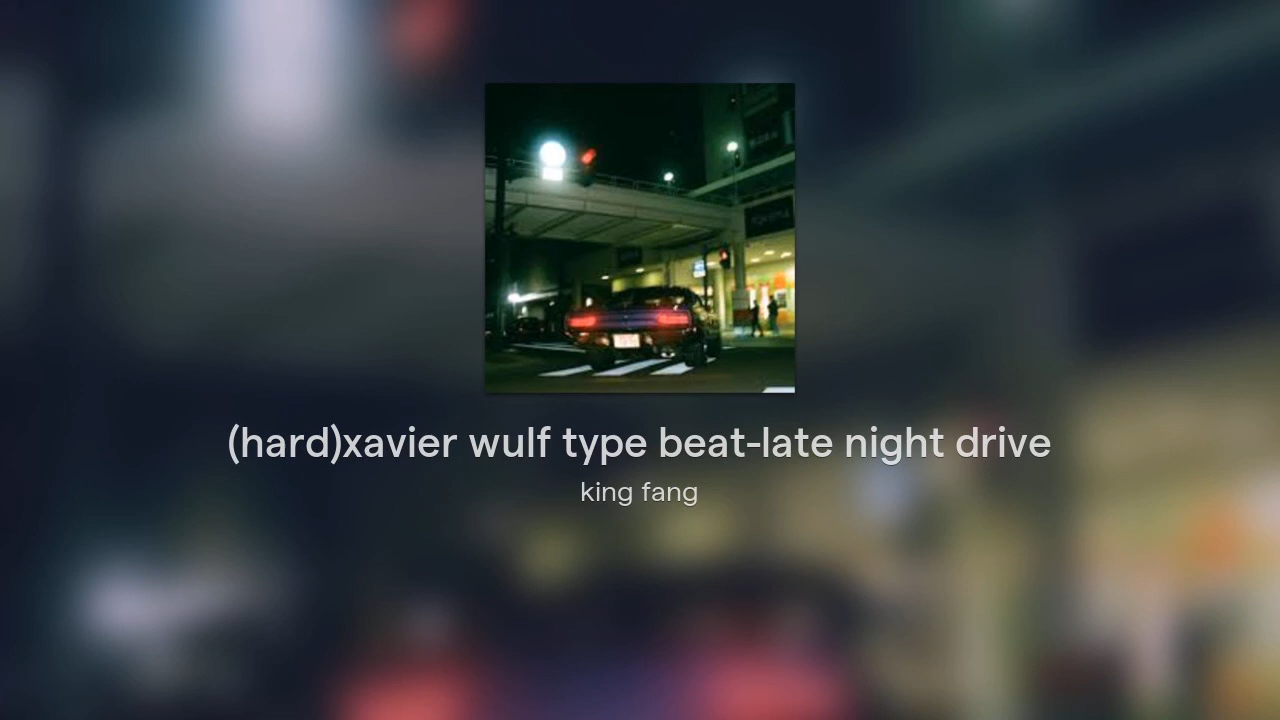 (hard)xavier wulf type beat-late night drive
king fang